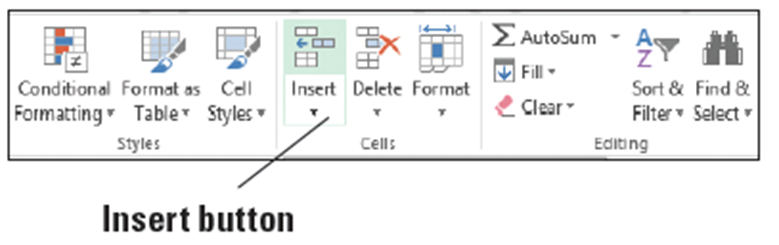 Conditional Formatting
Format as Table
Cell Styles
Styles
Insert
Delete
Format
Cells
AutoSum
Fill
Clear
A
Z
Sort & Filter
Find & Select
Editing
Insert button